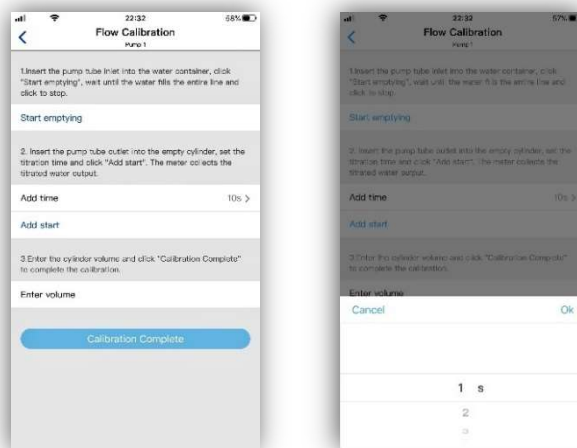 22:32
68%
Flow Calibration
Pump 1
1.Insert the pump tube inlet into the water container, click
"Start emptying", wait until the water fills the entire line and
click to stop.
Start emptying
2. Insert the pump tube outlet into the empty cylinder, set the
titration time and click "Add start". The meter collects the
titrated water output.
Add time
10s >
Add start
3.Enter the cylinder volume and click "Calibration Complete"
to complete the calibration.
Enter volume
Calibration Complete
22:32
57%
Flow Calibration
Pump 1
1.Insert the pump tube inlet into the water container, click
"Start emptying", wait until the water fills the entire line and
click to stop.
Start emptying
2. Insert the pump tube outlet into the empty cylinder, set the
titration time and click "Add start". The meter collects the
titrated water output.
Add time
10s >
Add start
3.Enter the cylinder volume and click "Calibration Complete"
to complete the calibration.
Enter volume
Cancel
Ok
1 s
2